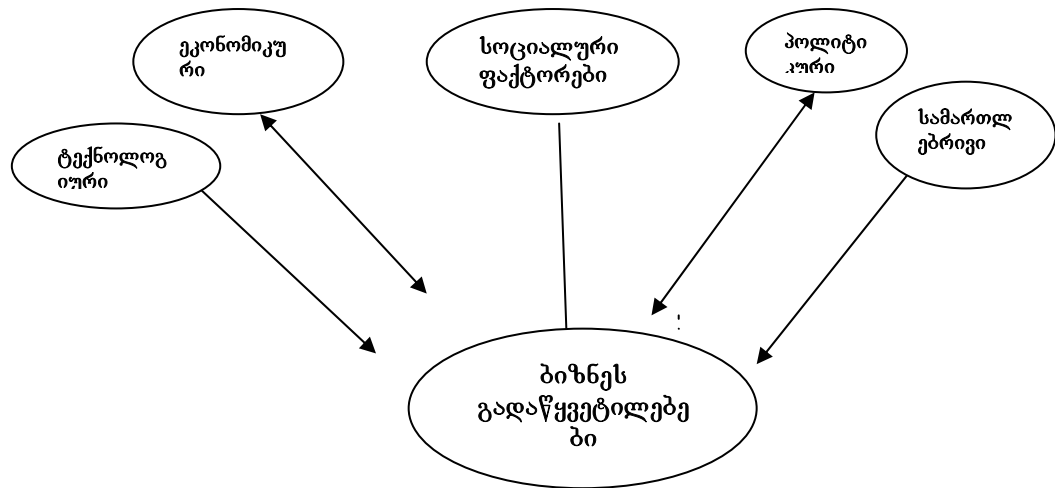 ეკონომიკუ
რი
სოციალური
ფაქტორები
პოლიტი
კური
სამართლ
ებრივი
ტექნოლოგ
იური
ბიზნეს
გადაწყვეტილებე
ბი